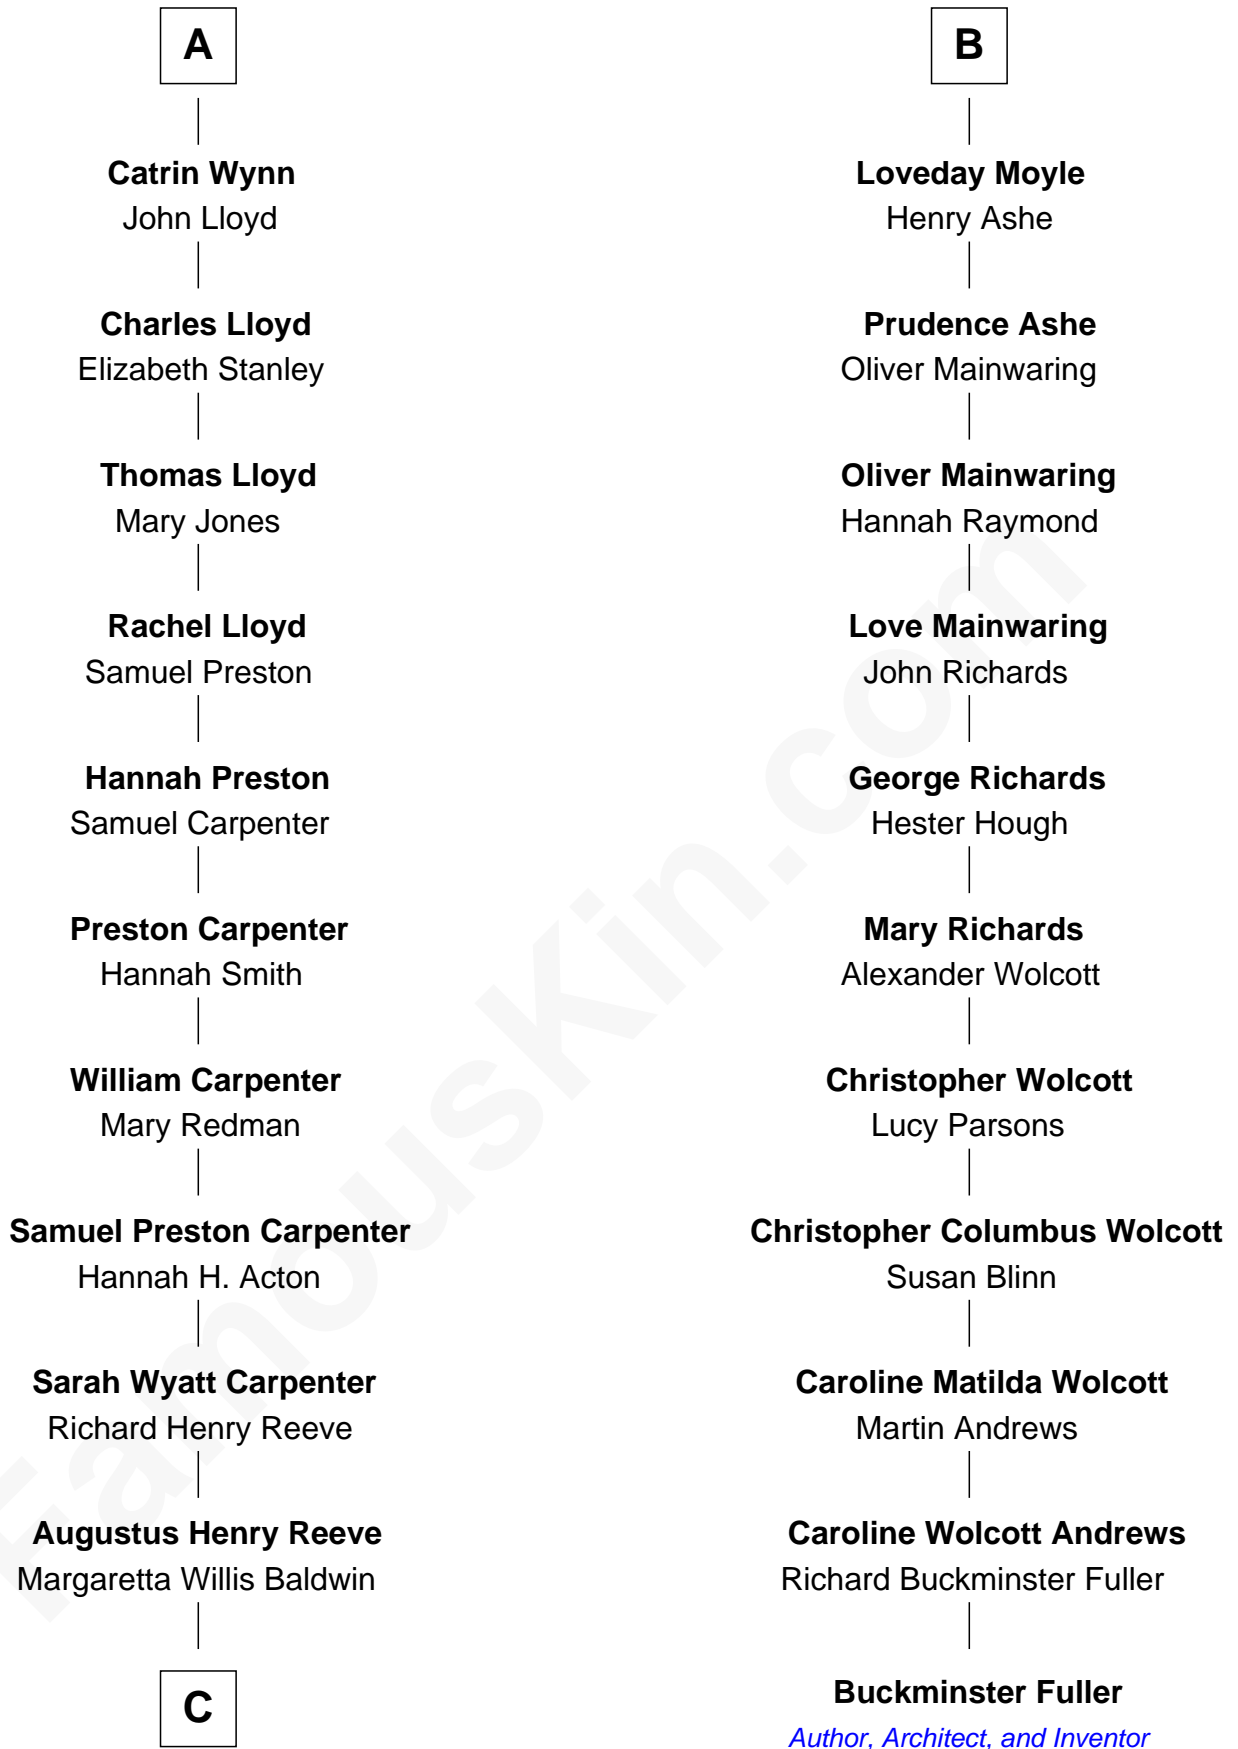 A
Catrin Wynn
John Lloyd
Charles Lloyd
Elizabeth Stanley
Thomas Lloyd
Mary Jones
Rachel Lloyd
Samuel Preston
Hannah Preston
Samuel Carpenter
Preston Carpenter
Hannah Smith
William Carpenter
Mary Redman
Samuel Preston Carpenter
Hannah H. Acton
Sarah Wyatt Carpenter
Richard Henry Reeve
Augustus Henry Reeve
Margaretta Willis Baldwin
C
B
Loveday Moyle
Henry Ashe
Prudence Ashe
Oliver Mainwaring
Oliver Mainwaring
Hannah Raymond
Love Mainwaring
John Richards
George Richards
Hester Hough
Mary Richards
Alexander Wolcott
Christopher Wolcott
Lucy Parsons
Christopher Columbus Wolcott
Susan Blinn
Caroline Matilda Wolcott
Martin Andrews
Caroline Wolcott Andrews
Richard Buckminster Fuller
Buckminster Fuller
Author, Architect, and Inventor
FamousKin.com